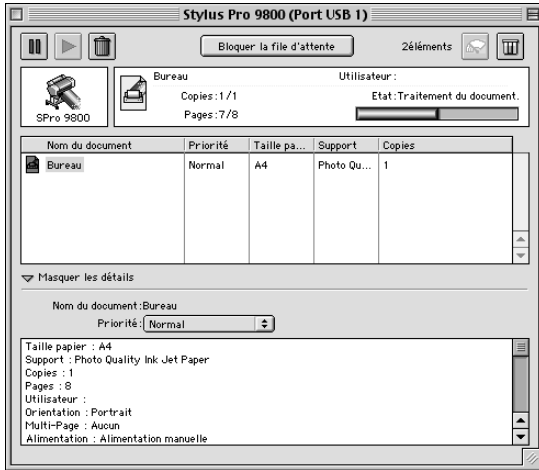 Stylus Pro 9800 (Port USB 1)
Bloquer la file d'attente
2éléments
SPro 9800
Bureau
Utilisateur :
Copies:1/1
Etat:Traitement du document.
Pages:7/8
Nom du document Priorité Taille pa... Support Copies
Bureau Normal A4 Photo Qu... 1
Masquer les détails
Nom du document :Bureau
Priorité: Normal
Taille papier : A4
Support : Photo Quality Ink Jet Paper
Copies : 1
Pages : 8
Utilisateur :
Orientation : Portrait
Multi-Page : Aucun
Alimentation : Alimentation manuelle